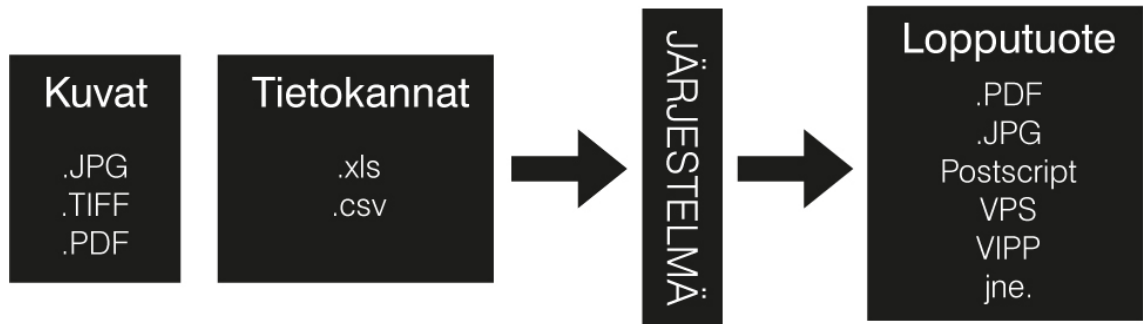 Kuvat
.JPG
.TIFF
.PDF
Tietokannat
.xls
.csv
JÄRJESTELMÄ
Lopputuote
.PDF
.JPG
Postscript
VPS
VIPP
jne.